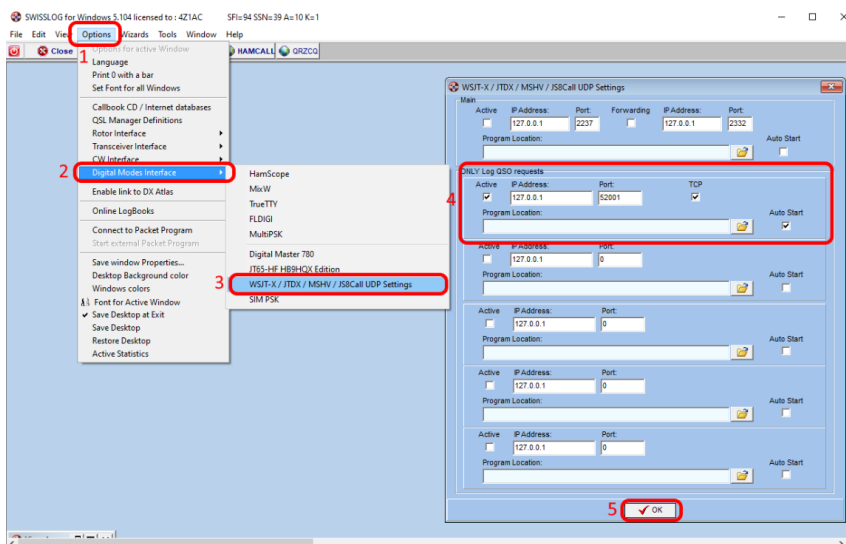 SWISSLOG for Windows 5.104 licensed to : 4Z1AC SFI=94 SSN=39 A=10 K=1
File Edit View Options Wizards Tools Window Help
1
Close HAMCALL QRZCQ
Options for active Window
Language
Print 0 with a bar
Set Font for all Windows
Callbook CD / Internet databases
QSL Manager Definitions
Rotor Interface
Transceiver Interface
CW Interface
2 Digital Modes Interface
Enable link to DX Atlas
Online LogBooks
Connect to Packet Program
Start external Packet Program
Save window Properties...
Desktop Background color
Windows colors
Font for Active Window
Save Desktop at Exit
Save Desktop
Restore Desktop
Active Statistics
HamScope
MixW
TrueTTY
FLDIGI
MultiPSK
Digital Master 780
JT65-HF HB9HQX Edition
3 WSJT-X / JTDX / MSHV / JS8Call UDP Settings
SIM PSK
WSJT-X / JTDX / MSHV / JS8Call UDP Settings
Main
Active IP Address: Port: Forwarding IP Address: Port:
127.0.0.1 2237 127.0.0.1 2332
Program Location: Auto Start
ONLY Log QSO requests
4
Active IP Address: Port: TCP
127.0.0.1 52001
Program Location: Auto Start
Active IP Address: Port:
127.0.0.1 0
Program Location: Auto Start
Active IP Address: Port:
127.0.0.1 0
Program Location: Auto Start
Active IP Address: Port:
127.0.0.1 0
Program Location: Auto Start
Active IP Address: Port:
127.0.0.1 0
Program Location: Auto Start
5 OK